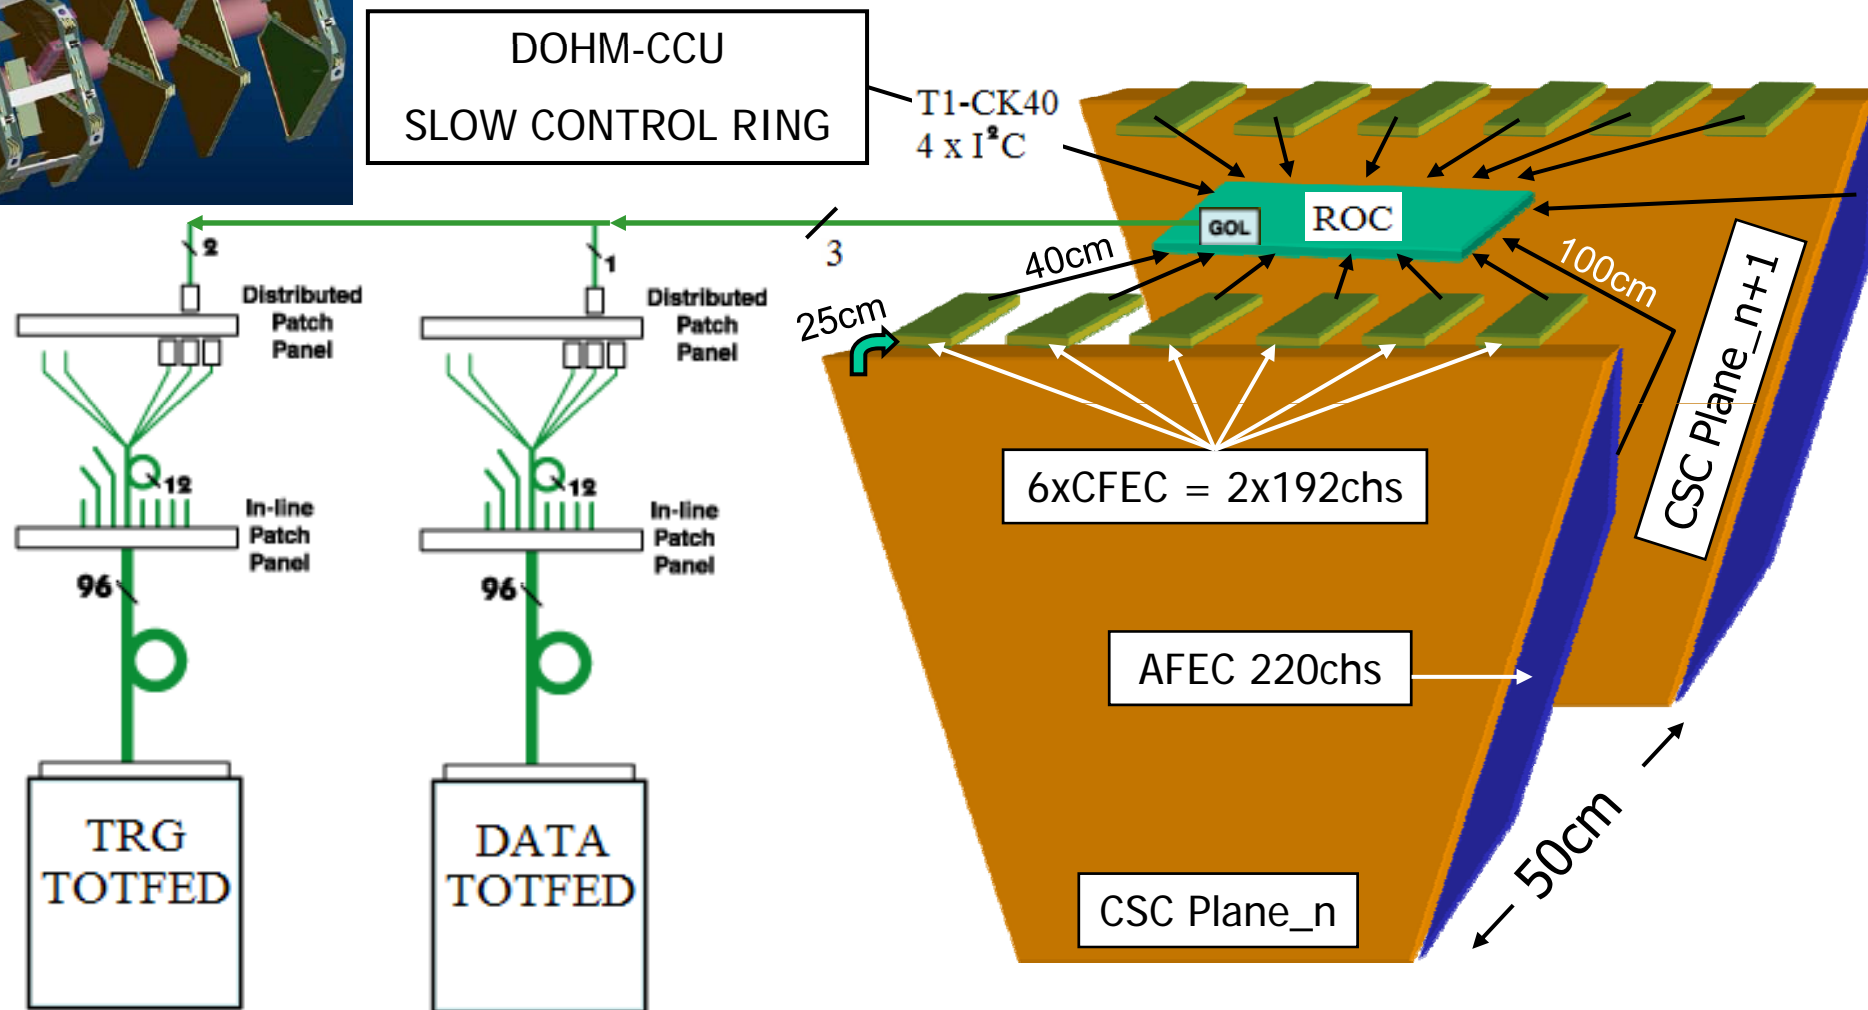 DOHM-CCU
SLOW CONTROL RING
T1-CK40
4 x I²C
GOL
ROC
3
2
1
40cm
100cm
25cm
CSC Plane_n+1
Distributed
Patch
Panel
Distributed
Patch
Panel
12
12
In-line
Patch
Panel
In-line
Patch
Panel
96
96
6xCFEC = 2x192chs
AFEC 220chs
50cm
CSC Plane_n
TRG
TOTFED
DATA
TOTFED